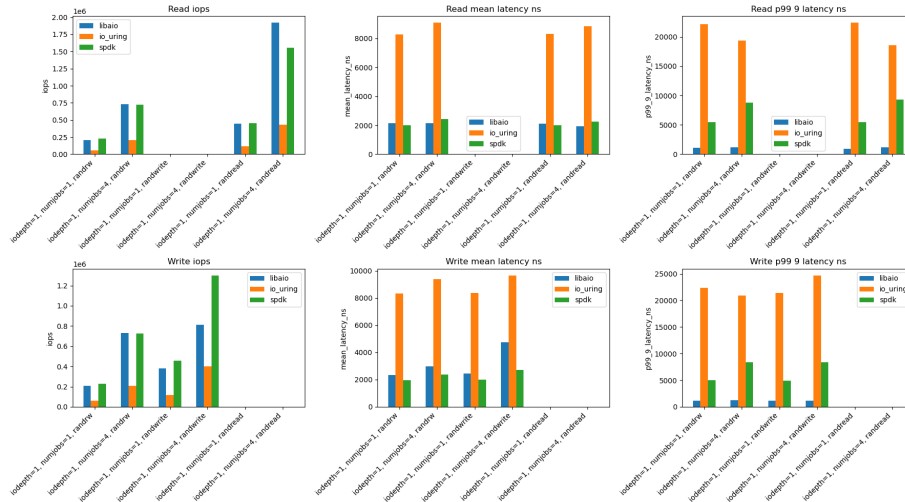 Read iops
1e6
2.00
1.75
1.50
1.25
1.00
0.75
0.50
0.25
0.00
iops
libaio
io_uring
spdk
iodepth=1, numjobs=1, randrw
iodepth=1, numjobs=4, randrw
iodepth=1, numjobs=1, randwrite
iodepth=1, numjobs=4, randwrite
iodepth=1, numjobs=1, randread
iodepth=1, numjobs=4, randread
Read mean latency ns
8000
6000
4000
2000
0
mean_latency_ns
libaio
io_uring
spdk
iodepth=1, numjobs=1, randrw
iodepth=1, numjobs=4, randrw
iodepth=1, numjobs=1, randwrite
iodepth=1, numjobs=4, randwrite
iodepth=1, numjobs=1, randread
iodepth=1, numjobs=4, randread
Read p99 9 latency ns
20000
15000
10000
5000
0
p99_9_latency_ns
libaio
io_uring
spdk
iodepth=1, numjobs=1, randrw
iodepth=1, numjobs=4, randrw
iodepth=1, numjobs=1, randwrite
iodepth=1, numjobs=4, randwrite
iodepth=1, numjobs=1, randread
iodepth=1, numjobs=4, randread
Write iops
1e6
1.2
1.0
0.8
0.6
0.4
0.2
0.0
iops
libaio
io_uring
spdk
iodepth=1, numjobs=1, randrw
iodepth=1, numjobs=4, randrw
iodepth=1, numjobs=1, randwrite
iodepth=1, numjobs=4, randwrite
iodepth=1, numjobs=1, randread
iodepth=1, numjobs=4, randread
Write mean latency ns
10000
8000
6000
4000
2000
0
mean_latency_ns
libaio
io_uring
spdk
iodepth=1, numjobs=1, randrw
iodepth=1, numjobs=4, randrw
iodepth=1, numjobs=1, randwrite
iodepth=1, numjobs=4, randwrite
iodepth=1, numjobs=1, randread
iodepth=1, numjobs=4, randread
Write p99 9 latency ns
25000
20000
15000
10000
5000
0
p99_9_latency_ns
libaio
io_uring
spdk
iodepth=1, numjobs=1, randrw
iodepth=1, numjobs=4, randrw
iodepth=1, numjobs=1, randwrite
iodepth=1, numjobs=4, randwrite
iodepth=1, numjobs=1, randread
iodepth=1, numjobs=4, randread